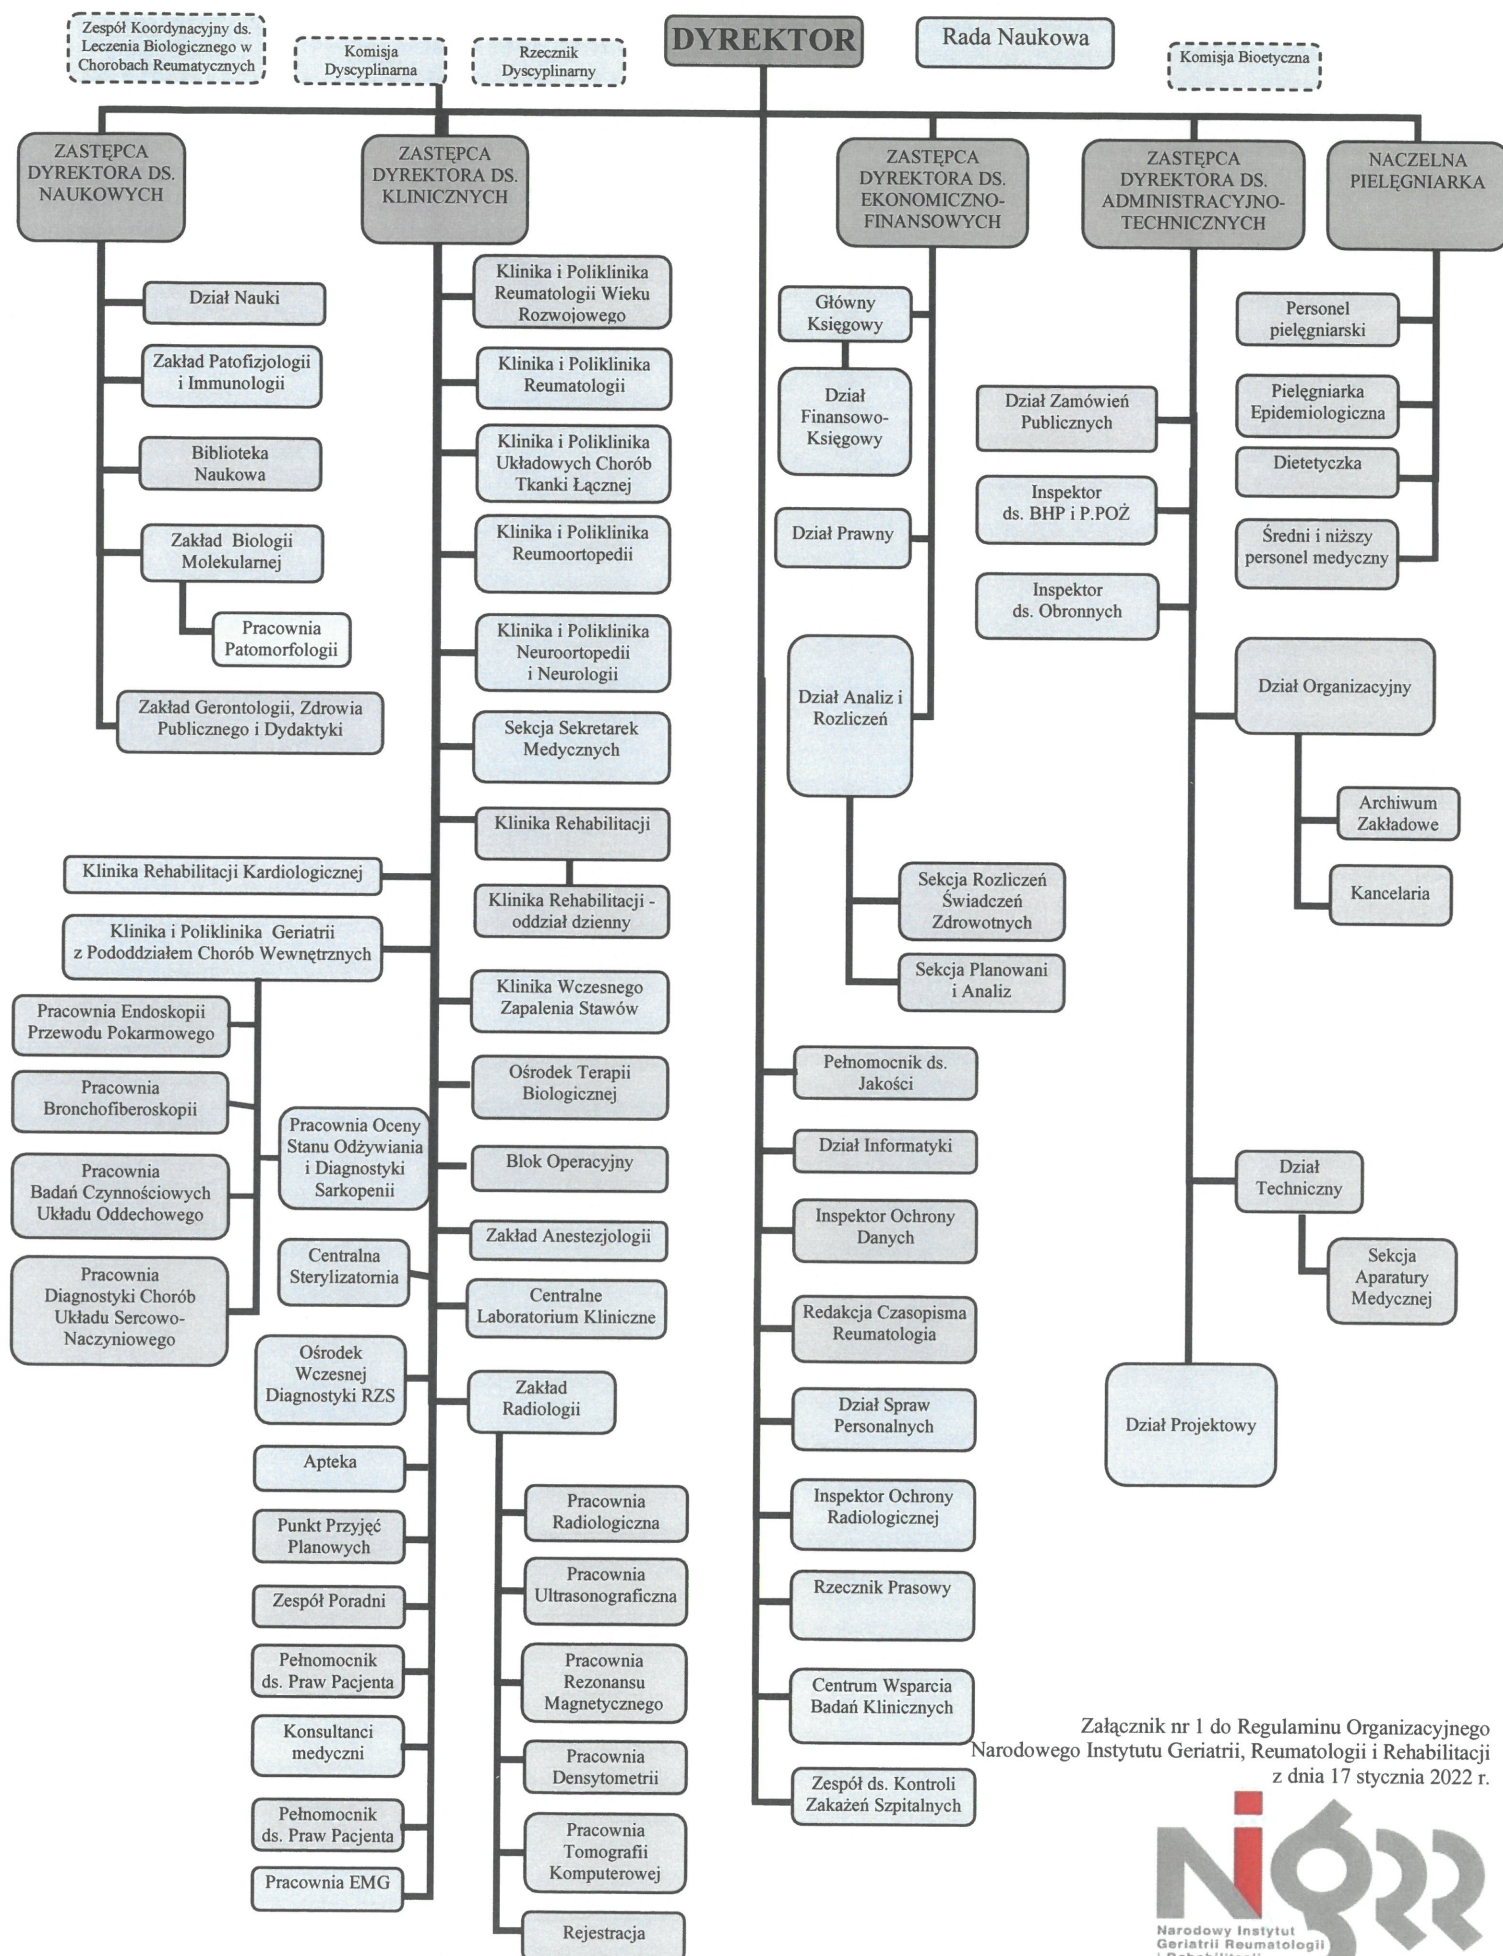 Zespół Koordynacyjny ds.
Leczenia Biologicznego w
Chorobach Reumatycznych
Komisja
Dyscyplinarna
Rzecznik
Dyscyplinarny
DYREKTOR
Rada Naukowa
Komisja Bioetyczna
ZASTĘPCA
DYREKTORA DS.
NAUKOWYCH
ZASTĘPCA
DYREKTORA DS.
KLINICZNYCH
ZASTĘPCA
DYREKTORA DS.
EKONOMICZNO-
FINANSOWYCH
ZASTĘPCA
DYREKTORA DS.
ADMINISTRACYJNO-
TECHNICZNYCH
NACZELNA
PIELĘGNIARKA
Dział Nauki
Zakład Patofizjologii
i Immunologii
Biblioteka
Naukowa
Zakład Biologii
Molekularnej
Pracownia
Patomorfologii
Zakład Gerontologii, Zdrowia
Publicznego i Dydaktyki
Klinika i Poliklinika
Reumatologii Wieku
Rozwojowego
Klinika i Poliklinika
Reumatologii
Klinika i Poliklinika
Układowych Chorób
Tkanki Łącznej
Klinika i Poliklinika
Reumoortopedii
Klinika i Poliklinika
Neuroortopedii
i Neurologii
Sekcja Sekretarek
Medycznych
Klinika Rehabilitacji
Klinika Rehabilitacji -
oddział dzienny
Klinika Rehabilitacji Kardiologicznej
Klinika i Poliklinika Geriatrii
z Pododdziałem Chorób Wewnętrznych
Pracownia Endoskopii
Przewodu Pokarmowego
Pracownia
Bronchofiberoskopii
Pracownia
Badań Czynnościowych
Układu Oddechowego
Pracownia
Diagnostyki Chorób
Układu Sercowo-
Naczyniowego
Pracownia Oceny
Stanu Odżywiania
i Diagnostyki
Sarkopenii
Klinika Wczesnego
Zapalenia Stawów
Ośrodek Terapii
Biologicznej
Blok Operacyjny
Zakład Anestezjologii
Centralna
Sterylizatornia
Centralne
Laboratorium Kliniczne
Ośrodek
Wczesnej
Diagnostyki RZS
Zakład
Radiologii
Apteka
Punkt Przyjęć
Planowych
Zespół Poradni
Pełnomocnik
ds. Praw Pacjenta
Konsultanci
medyczni
Pełnomocnik
ds. Praw Pacjenta
Pracownia EMG
Pracownia
Radiologiczna
Pracownia
Ultrasonograficzna
Pracownia
Rezonansu
Magnetycznego
Pracownia
Densytometrii
Pracownia
Tomografii
Komputerowej
Rejestracja
Główny
Księgowy
Dział
Finansowo-
Księgowy
Dział Prawny
Dział Analiz i
Rozliczeń
Sekcja Rozliczeń
Świadczeń
Zdrowotnych
Sekcja Planowani
i Analiz
Pełnomocnik ds.
Jakości
Dział Informatyki
Inspektor Ochrony
Danych
Redakcja Czasopisma
Reumatologia
Dział Spraw
Personalnych
Inspektor Ochrony
Radiologicznej
Rzecznik Prasowy
Centrum Wsparcia
Badań Klinicznych
Zespół ds. Kontroli
Zakażeń Szpitalnych
Dział Zamówień
Publicznych
Inspektor
ds. BHP i P.POŻ
Inspektor
ds. Obronnych
Dział Organizacyjny
Archiwum
Zakładowe
Kancelaria
Dział
Techniczny
Sekcja
Aparatury
Medycznej
Dział Projektowy
Personel
pielęgniarski
Pielęgniarka
Epidemiologiczna
Dietetyczka
Średni i niższy
personel medyczny
Załącznik nr 1 do Regulaminu Organizacyjnego
Narodowego Instytutu Geriatrii, Reumatologii i Rehabilitacji
z dnia 17 stycznia 2022 r.
Nigrr
Narodowy Instytut
Geriatrii Reumatologii
i Rehabilitacji